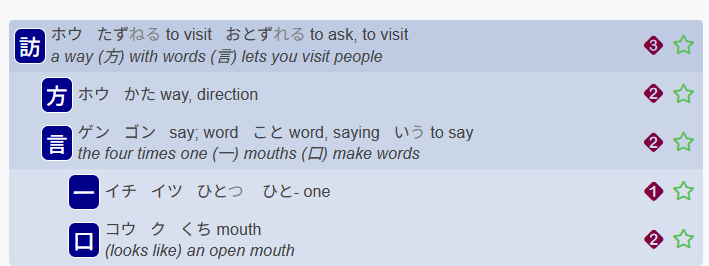 訪 ホウ たずねる to visit おとずれる to ask, to visit 3
a way (方) with words (言) lets you visit people
方 ホウ かた way, direction 2
言 ゲン ゴン say; word こと word, saying いう to say 2
the four times one (一) mouths (口) make words
一 イチ イツ ひとつ ひと- one 1
口 コウ ク くち mouth 2
(looks like) an open mouth